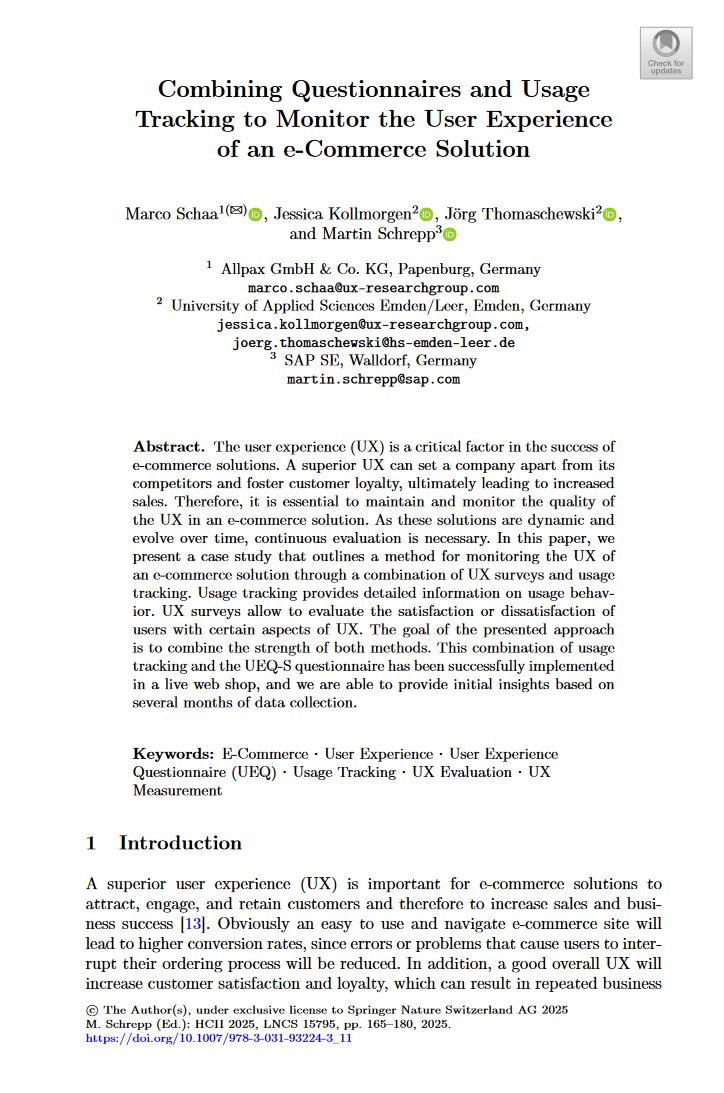 Check for
updates
Combining Questionnaires and Usage
Tracking to Monitor the User Experience
of an e-Commerce Solution
Marco Schaa1(✉), Jessica Kollmorgen2, Jörg Thomaschewski2,
and Martin Schrepp3
1 Allpax GmbH & Co. KG, Papenburg, Germany
marco.schaa@ux-researchgroup.com
2 University of Applied Sciences Emden/Leer, Emden, Germany
jessica.kollmorgen@ux-researchgroup.com,
joerg.thomaschewski@hs-emden-leer.de
3 SAP SE, Walldorf, Germany
martin.schrepp@sap.com
Abstract. The user experience (UX) is a critical factor in the success of
e-commerce solutions. A superior UX can set a company apart from its
competitors and foster customer loyalty, ultimately leading to increased
sales. Therefore, it is essential to maintain and monitor the quality of
the UX in an e-commerce solution. As these solutions are dynamic and
evolve over time, continuous evaluation is necessary. In this paper, we
present a case study that outlines a method for monitoring the UX of
an e-commerce solution through a combination of UX surveys and usage
tracking. Usage tracking provides detailed information on usage behav-
ior. UX surveys allow to evaluate the satisfaction or dissatisfaction of
users with certain aspects of UX. The goal of the presented approach
is to combine the strength of both methods. This combination of usage
tracking and the UEQ-S questionnaire has been successfully implemented
in a live web shop, and we are able to provide initial insights based on
several months of data collection.
Keywords: E-Commerce · User Experience · User Experience
Questionnaire (UEQ) · Usage Tracking · UX Evaluation · UX
Measurement
1 Introduction
A superior user experience (UX) is important for e-commerce solutions to
attract, engage, and retain customers and therefore to increase sales and busi-
ness success [13]. Obviously an easy to use and navigate e-commerce site will
lead to higher conversion rates, since errors or problems that cause users to inter-
rupt their ordering process will be reduced. In addition, a good overall UX will
increase customer satisfaction and loyalty, which can result in repeated business
© The Author(s), under exclusive license to Springer Nature Switzerland AG 2025
M. Schrepp (Ed.): HCII 2025, LNCS 15795, pp. 165–180, 2025.
https://doi.org/10.1007/978-3-031-93224-3_11